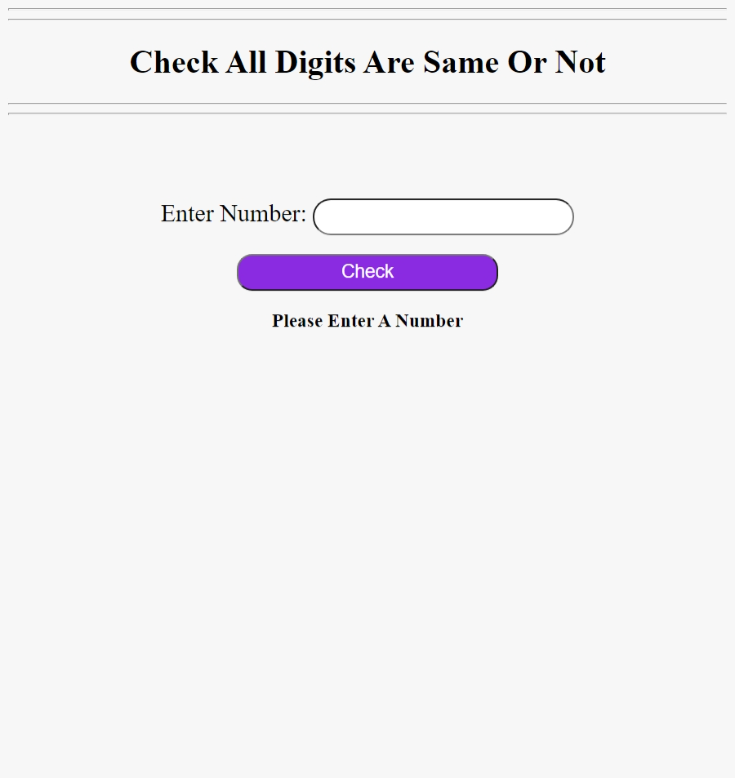 Check All Digits Are Same Or Not
Enter Number:
Check
Please Enter A Number